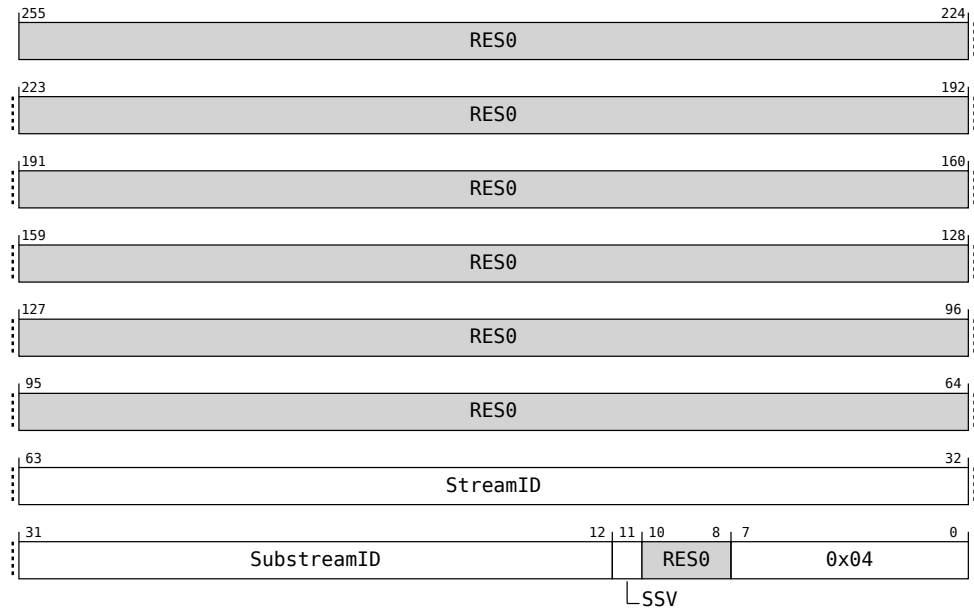 255 224
RES0
223 192
RES0
191 160
RES0
159 128
RES0
127 96
RES0
95 64
RES0
63 32
StreamID
31 12 11 10 8 7 0
SubstreamID RES0 0x04
SSV